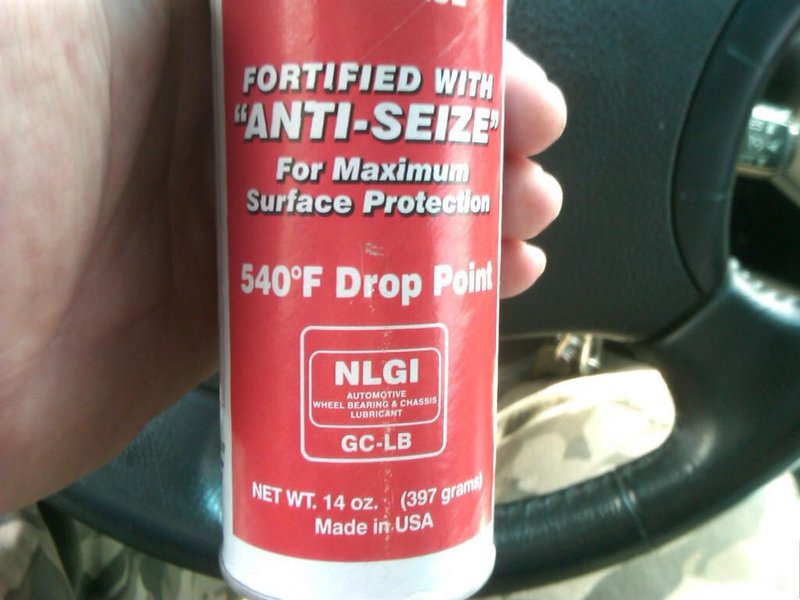 FORTIFIED WITH
"ANTI-SEIZE"
For Maximum
Surface Protection
540°F Drop Point
NLGI
AUTOMOTIVE
WHEEL BEARING & CHASSIS
LUBRICANT
GC-LB
NET WT. 14 oz. (397 grams)
Made in USA